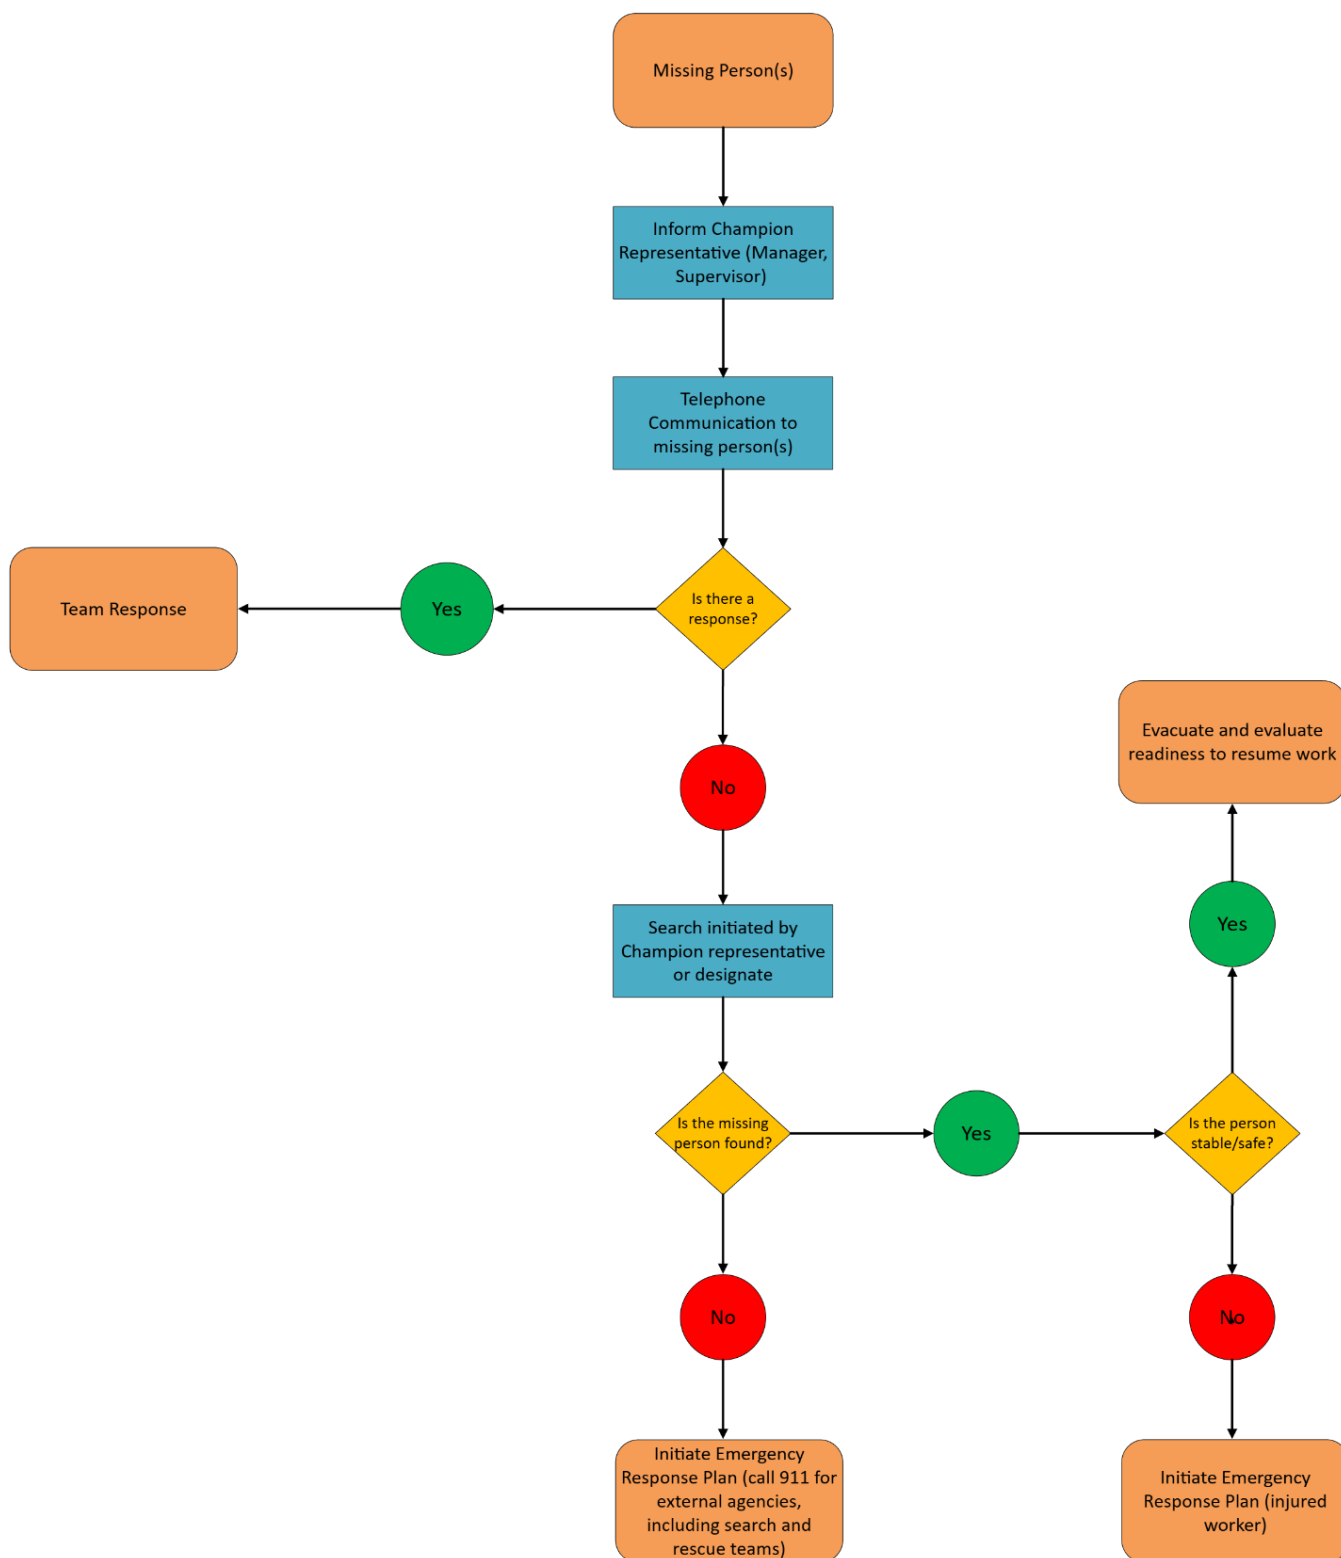 Missing Person(s)
Inform Champion
Representative (Manager,
Supervisor)
Telephone
Communication to
missing person(s)
Is there a
response?
Yes
Team Response
No
Search initiated by
Champion representative
or designate
Is the missing
person found?
Yes
Is the person
stable/safe?
Yes
Evacuate and evaluate
readiness to resume work
No
Initiate Emergency
Response Plan (call 911 for
external agencies,
including search and
rescue teams)
No
Initiate Emergency
Response Plan (injured
worker)